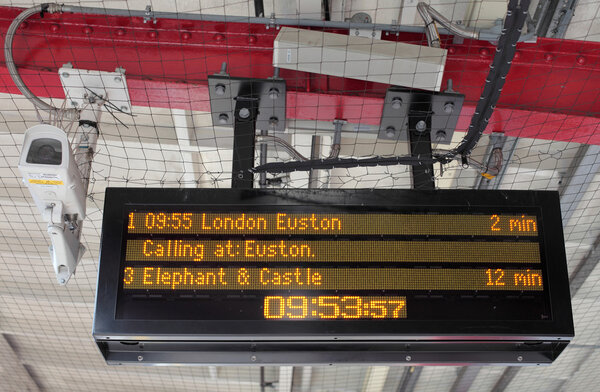 1 09:55 London Euston 2 min
Calling at: Euston.
3 Elephant & Castle 12 min
09:53:57